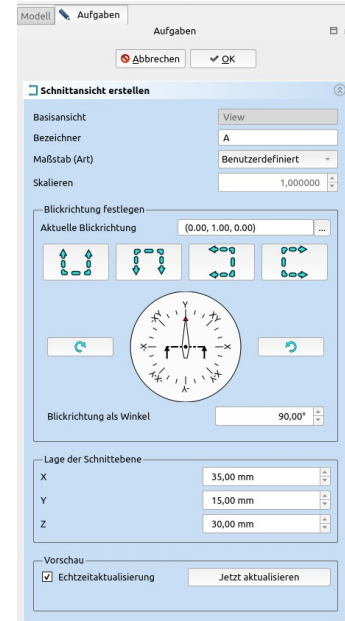 Modell Aufgaben
Aufgaben
Abbrechen OK
Schnittansicht erstellen
Basisansicht View
Bezeichner A
Maßstab (Art) Benutzerdefiniert
Skalieren 1,000000
Blickrichtung festlegen
Aktuelle Blickrichtung (0.00, 1.00, 0.00) ...
Y
X- X
Y-
Blickrichtung als Winkel 90,00°
Lage der Schnittebene
X 35,00 mm
Y 15,00 mm
Z 30,00 mm
Vorschau
Echtzeitaktualisierung Jetzt aktualisieren